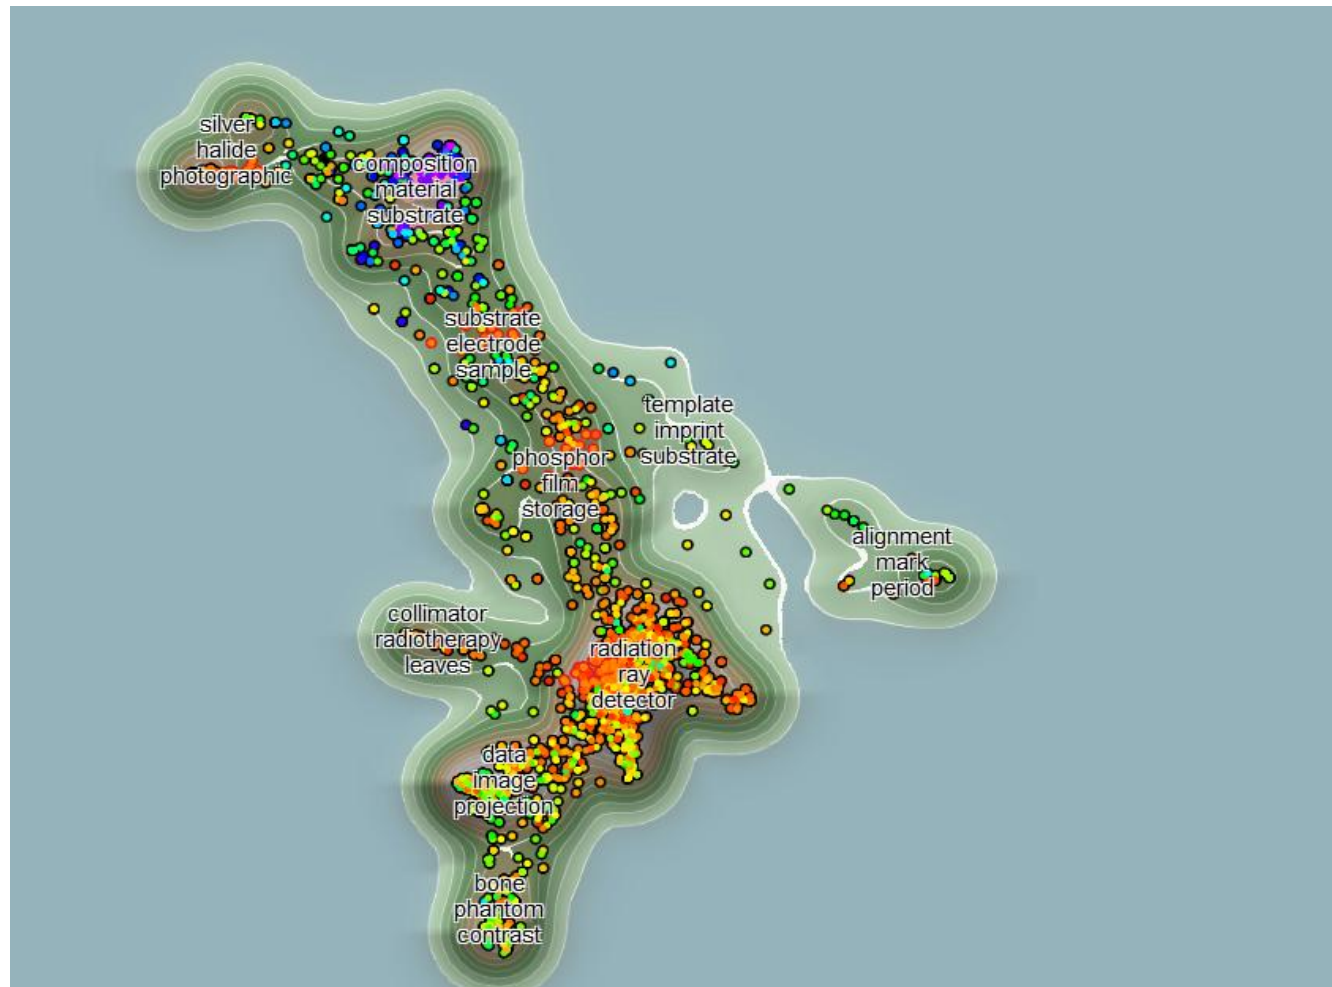 silver
halide
photographic
composition
material
substrate
substrate
electrode
sample
template
imprint
substrate
phosphor
film
storage
alignment
mark
period
collimator
radiotherapy
leaves
radiation
ray
detector
data
image
projection
bone
phantom
contrast